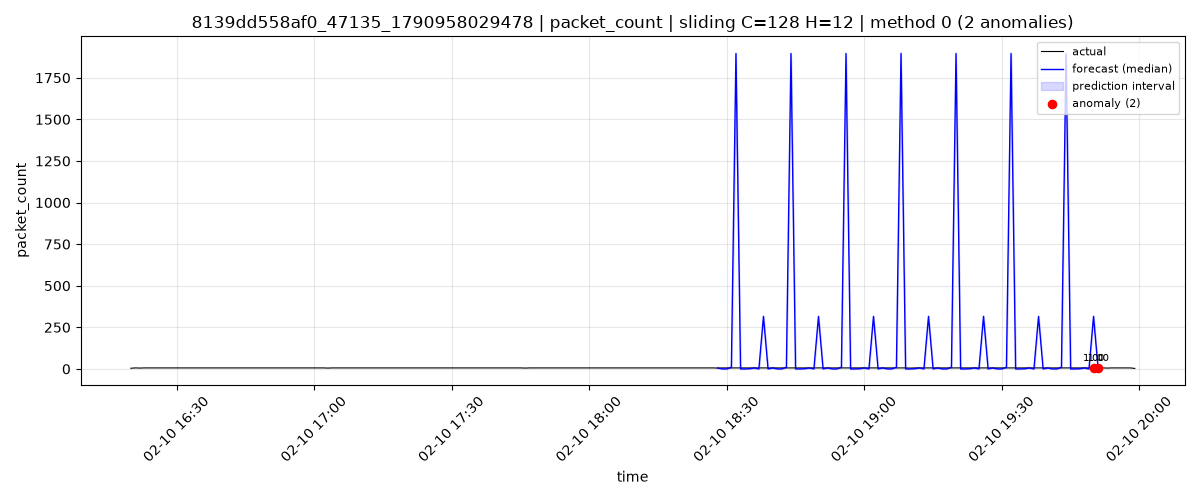 8139dd558af0_47135_1790958029478 | packet_count | sliding C=128 H=12 | method 0 (2 anomalies)
actual
forecast (median)
prediction interval
anomaly (2)
packet_count
1750
1500
1250
1000
750
500
250
0
02-10 16:30
02-10 17:00
02-10 17:30
02-10 18:00
02-10 18:30
02-10 19:00
02-10 19:30
02-10 20:00
time